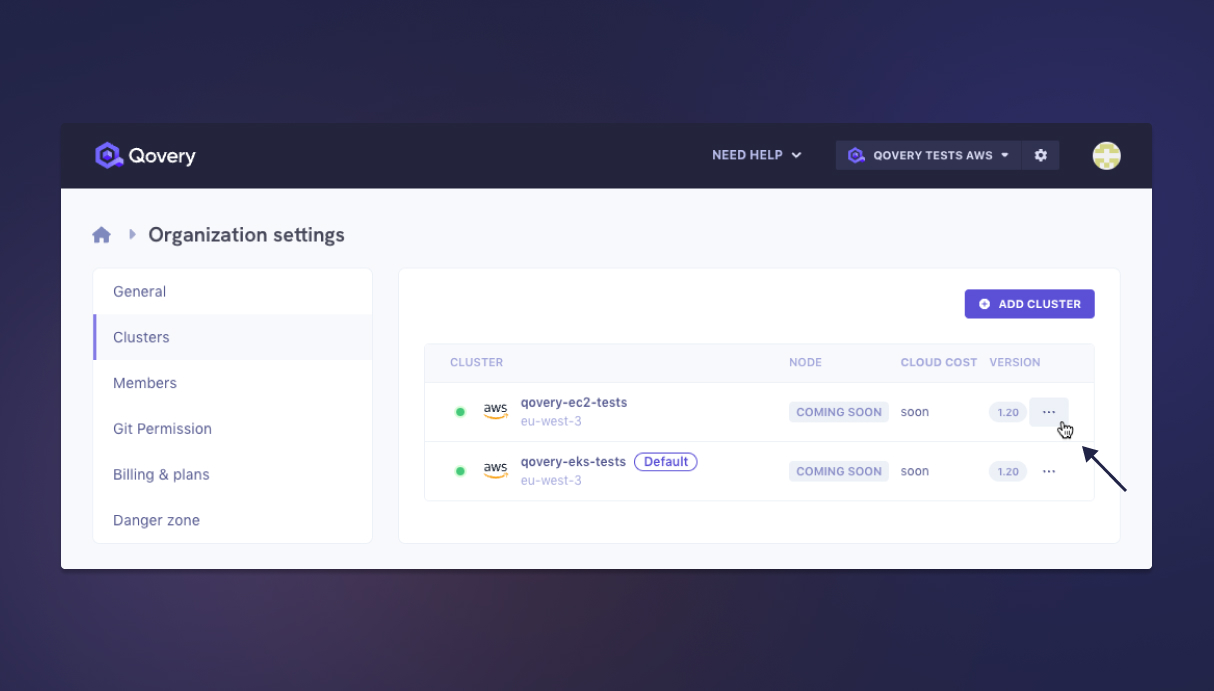 Qovery
NEED HELP
QOVERY TESTS AWS
Organization settings
General
Clusters
Members
Git Permission
Billing & plans
Danger zone
ADD CLUSTER
CLUSTER NODE CLOUD COST VERSION
aws qovery-ec2-tests COMING SOON soon 1.20 ...
eu-west-3
aws qovery-eks-tests Default COMING SOON soon 1.20 ...
eu-west-3